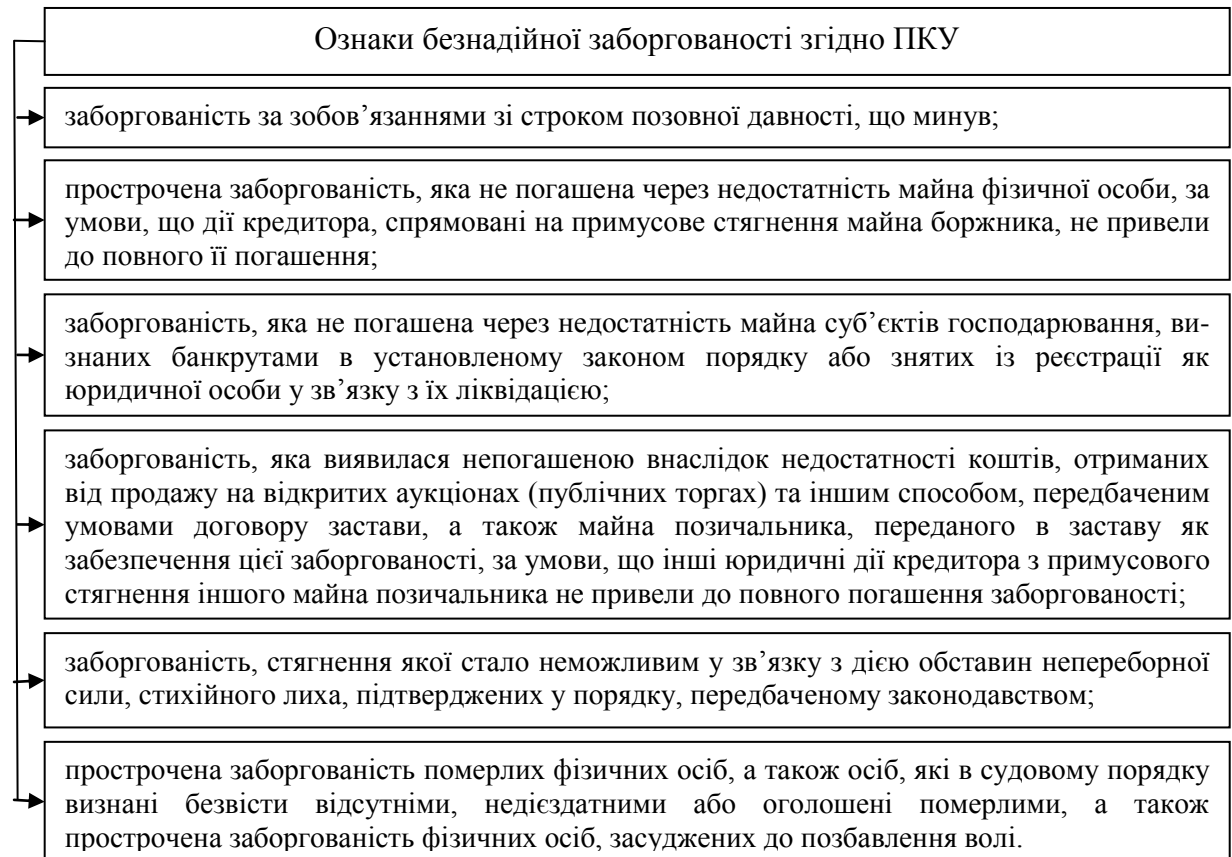 Ознаки безнадійної заборгованості згідно ПКУ
заборгованість за зобов’язаннями зі строком позовної давності, що минув;
прострочена заборгованість, яка не погашена через недостатність майна фізичної особи, за
умови, що дії кредитора, спрямовані на примусове стягнення майна боржника, не привели
до повного її погашення;
заборгованість, яка не погашена через недостатність майна суб’єктів господарювання, ви-
знаних банкрутами в установленому законом порядку або знятих із реєстрації як
юридичної особи у зв’язку з їх ліквідацією;
заборгованість, яка виявилася непогашеною внаслідок недостатності коштів, отриманих
від продажу на відкритих аукціонах (публічних торгах) та іншим способом, передбаченим
умовами договору застави, а також майна позичальника, переданого в заставу як
забезпечення цієї заборгованості, за умови, що інші юридичні дії кредитора з примусового
стягнення іншого майна позичальника не привели до повного погашення заборгованості;
заборгованість, стягнення якої стало неможливим у зв’язку з дією обставин непереборної
сили, стихійного лиха, підтверджених у порядку, передбаченому законодавством;
прострочена заборгованість померлих фізичних осіб, а також осіб, які в судовому порядку
визнані безвісти відсутніми, недієздатними або оголошені померлими, а також
прострочена заборгованість фізичних осіб, засуджених до позбавлення волі.